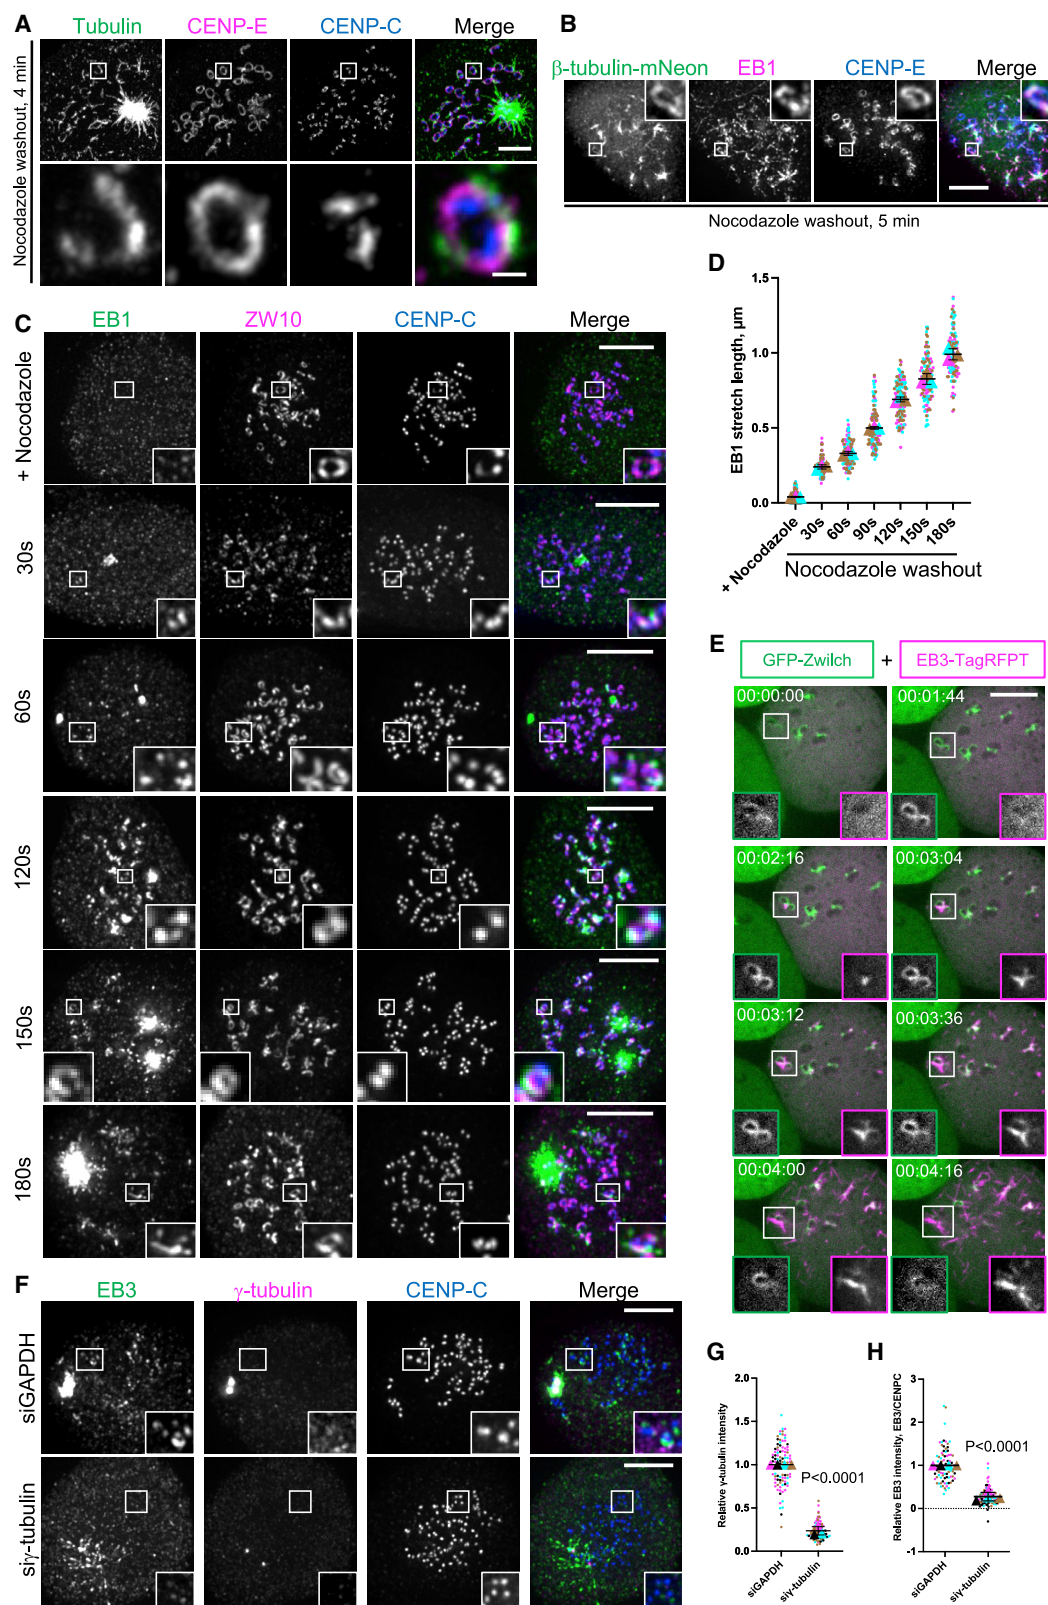 A
Tubulin CENP-E CENP-C Merge
Nocodazole washout, 4 min
B
β-tubulin-mNeon EB1 CENP-E Merge
Nocodazole washout, 5 min
C
EB1 ZW10 CENP-C Merge
+ Nocodazole
30s
60s
120s
150s
180s
D
EB1 stretch length, µm
1.5
1.0
0.5
0.0
+ Nocodazole 30s 60s 90s 120s 150s 180s
Nocodazole washout
E
GFP-Zwilch + EB3-TagRFPT
00:00:00 00:01:44
00:02:16 00:03:04
00:03:12 00:03:36
00:04:00 00:04:16
F
EB3 γ-tubulin CENP-C Merge
siGAPDH
siγ-tubulin
G
Relative γ-tubulin intensity
2.0
1.5
1.0
0.5
0.0
P<0.0001
siGAPDH siγ-tubulin
H
Relative EB3 intensity, EB3/CENPC
3
2
1
0
-1
P<0.0001
siGAPDH siγ-tubulin